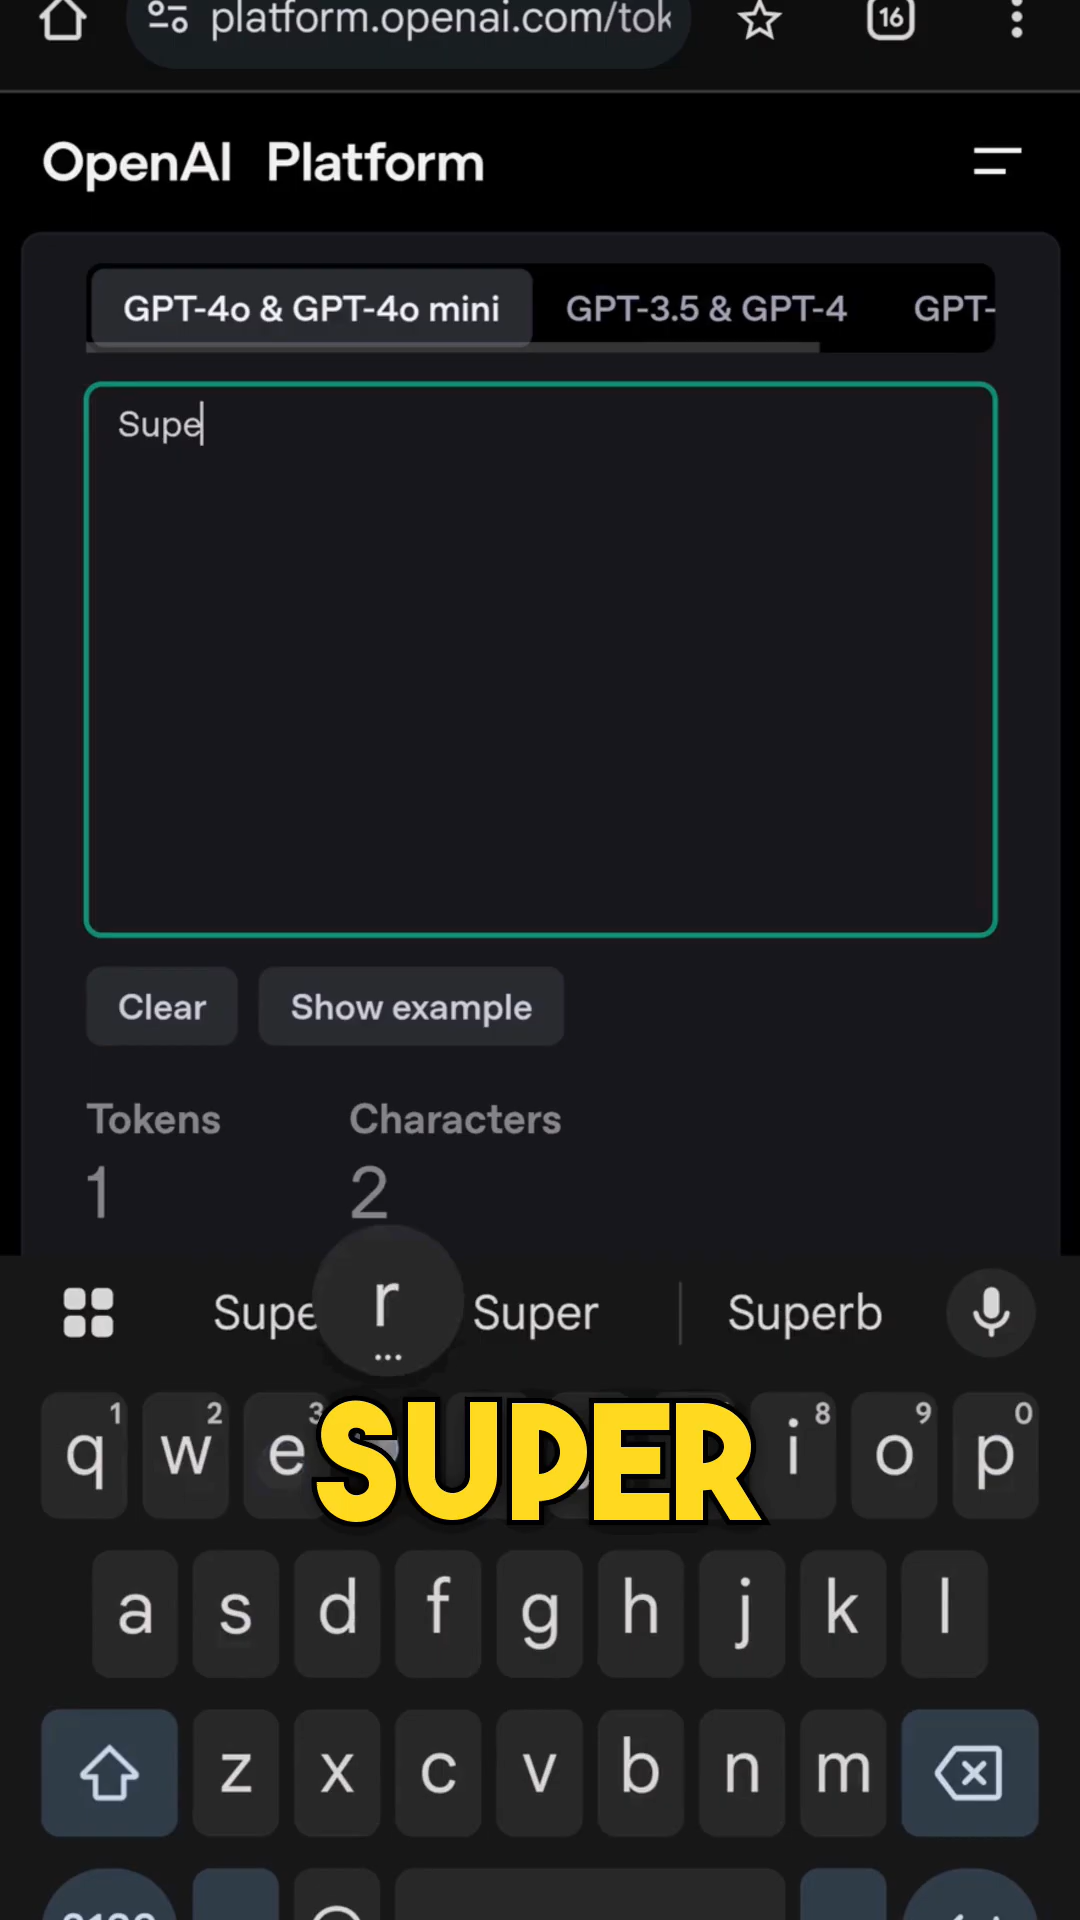 platform.openai.com/tok
16
OpenAI Platform
GPT-4o & GPT-4o mini
GPT-3.5 & GPT-4
GPT-
Supe
Clear
Show example
Tokens
Characters
1
2
Supe
r
...
Super
Superb
1 2 3 8 9 0
q w e i o p
SUPER
a s d f g h j k l
z x c v b n m